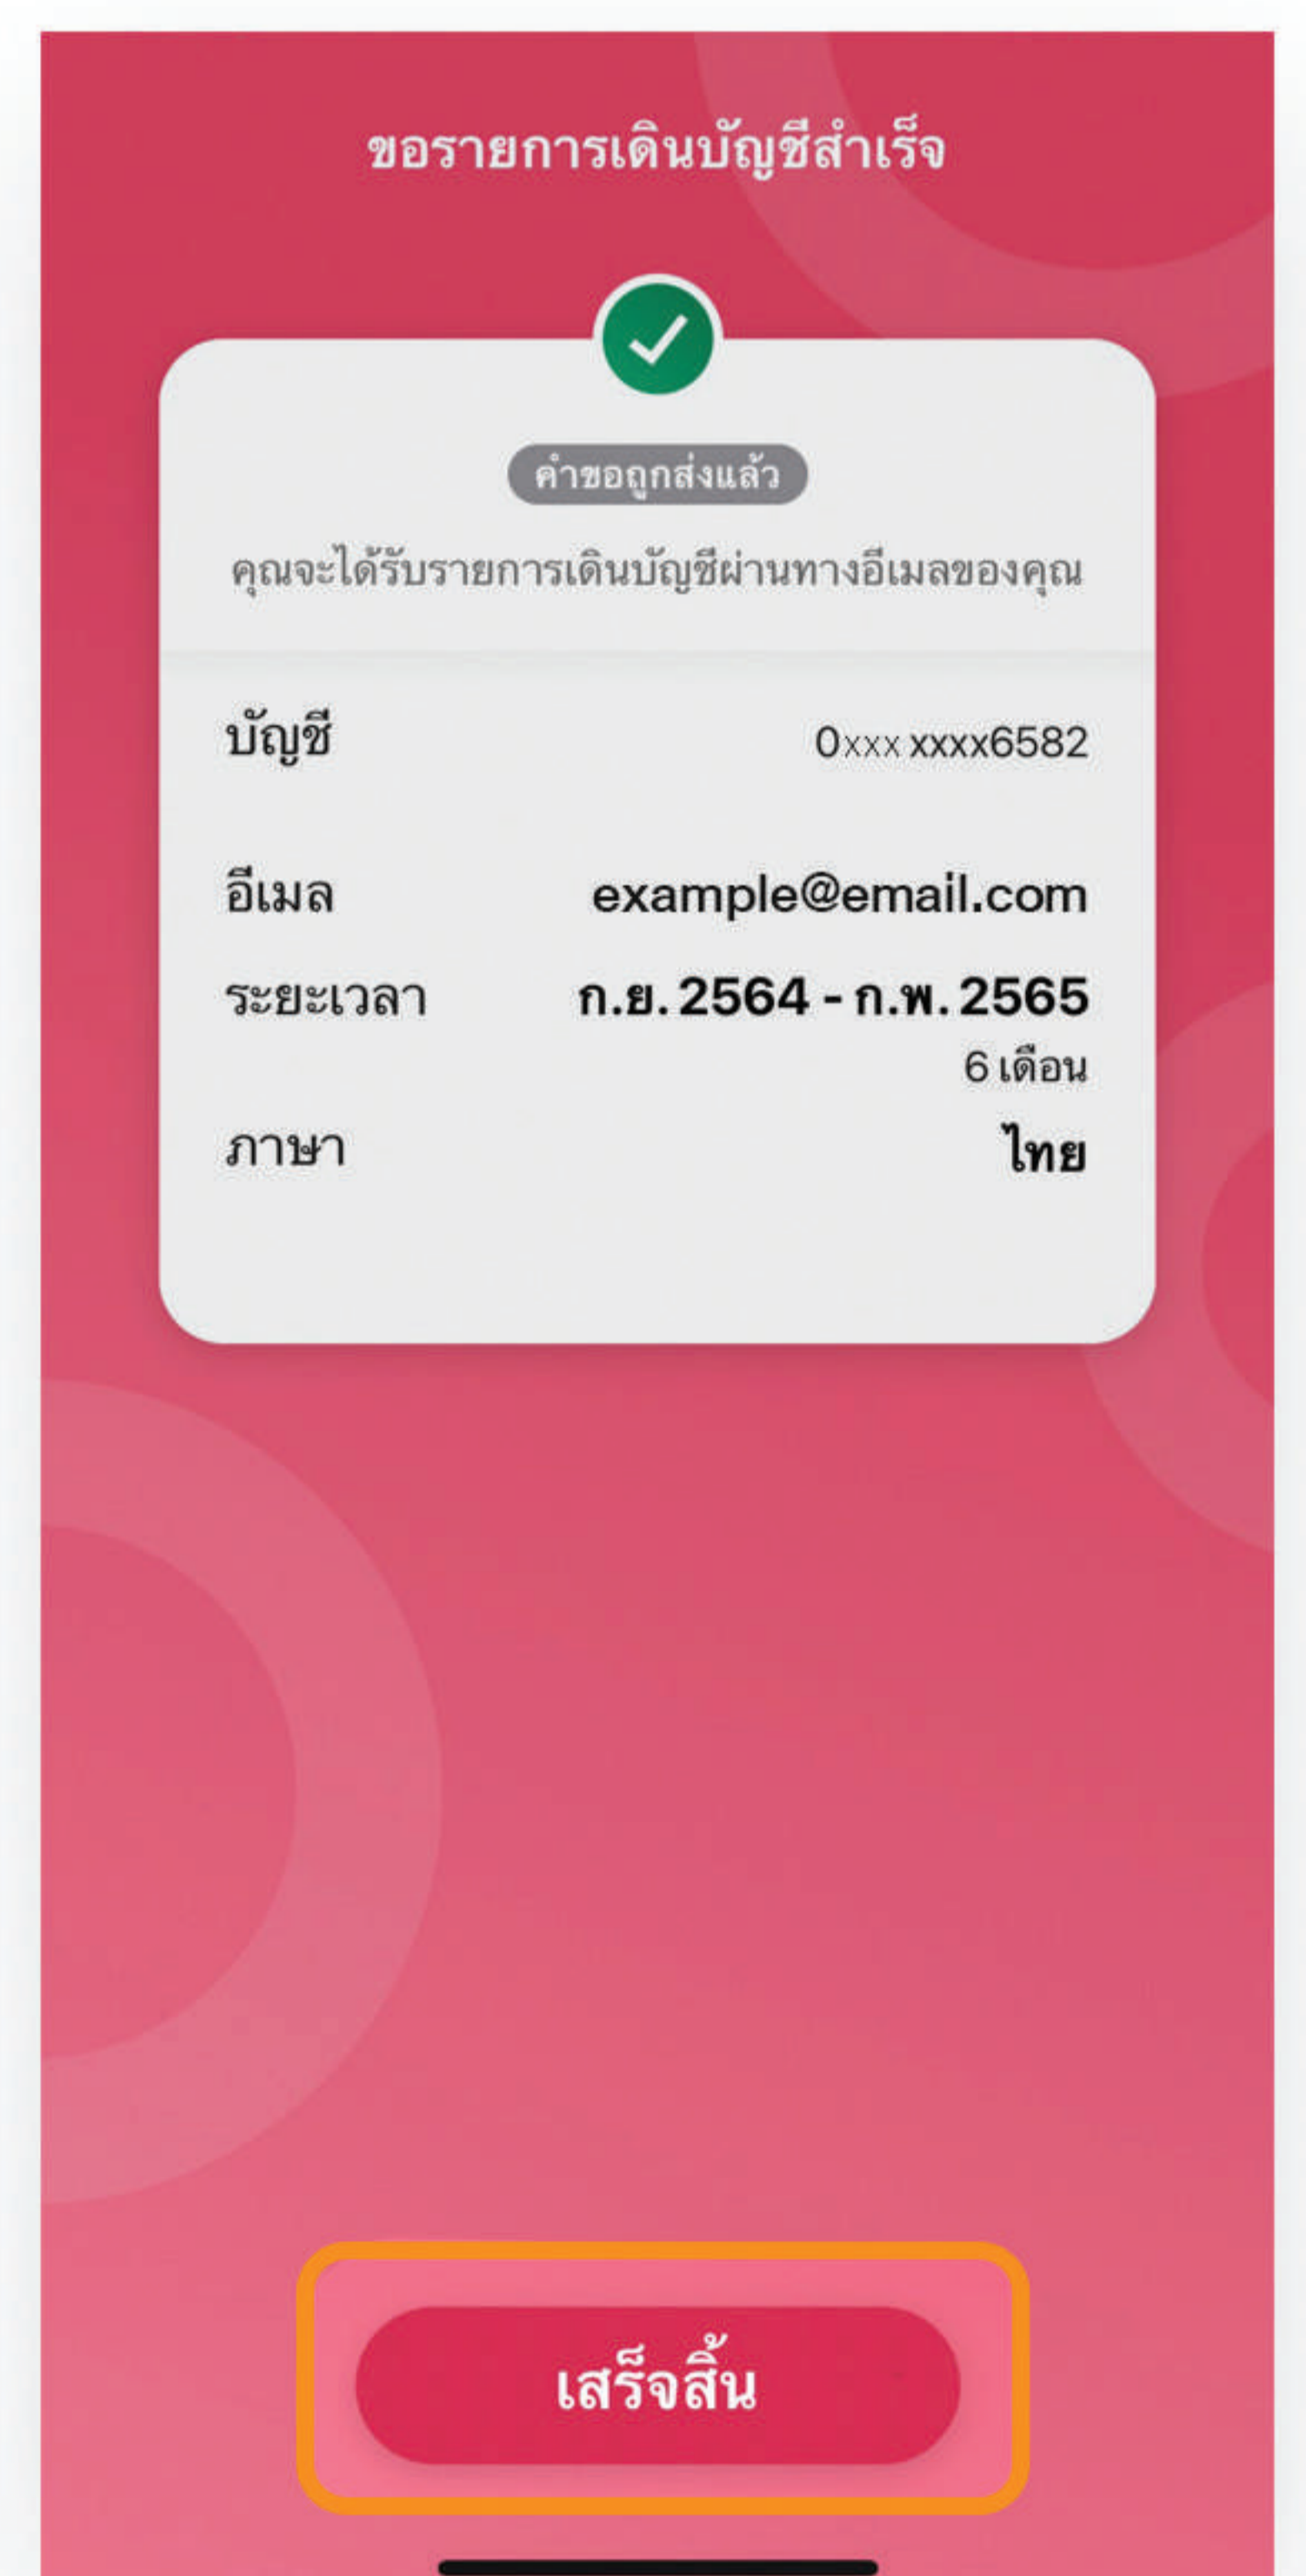 ขอรายการเดินบัญชีสำเร็จ
คำขอถูกส่งแล้ว
คุณจะได้รับรายการเดินบัญชีผ่านทางอีเมลของคุณ
บัญชี 0xxx xxxx6582
อีเมล example@email.com
ระยะเวลา ก.ย. 2564 - ก.พ. 2565
6 เดือน
ภาษา ไทย
เสร็จสิ้น